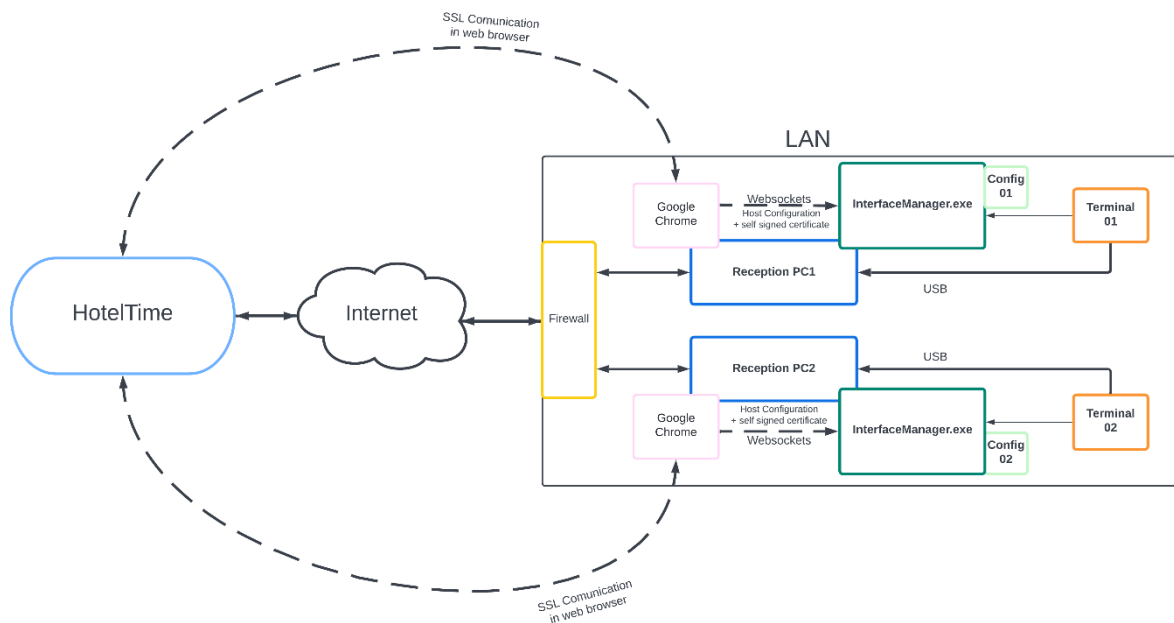 SSL Comunication
in web browser
LAN
Google
Chrome
Websockets
Host Configuration
+ self signed certificate
InterfaceManager.exe
Config
01
Terminal
01
Reception PC1
USB
HotelTime
Internet
Firewall
Reception PC2
USB
Google
Chrome
Host Configuration
+ self signed certificate
Websockets
InterfaceManager.exe
Config
02
Terminal
02
SSL Comunication
in web browser